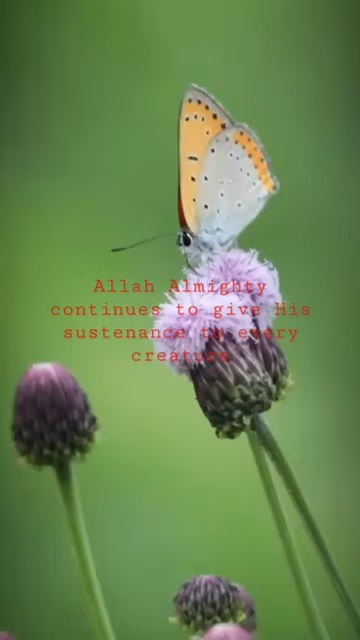 Allah Almighty
continues to give His
sustenance to every
creature